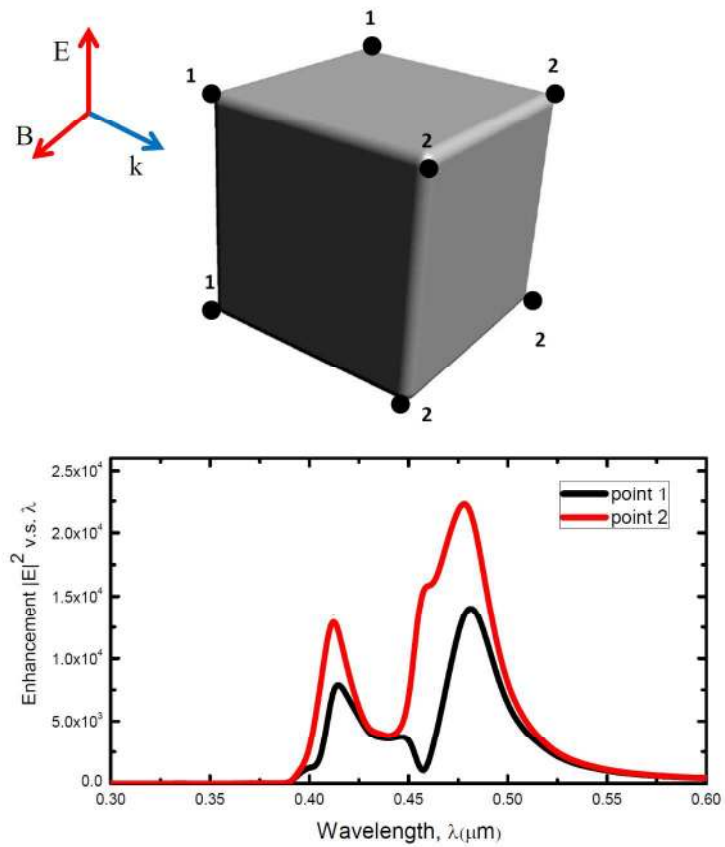 1
E
1
2
B
2
k
1
2
2
Enhancement |E|² v.s. λ
2.5x10⁴
2.0x10⁴
1.5x10⁴
1.0x10⁴
5.0x10³
0.0
point 1
point 2
0.30 0.35 0.40 0.45 0.50 0.55 0.60
Wavelength, λ(μm)